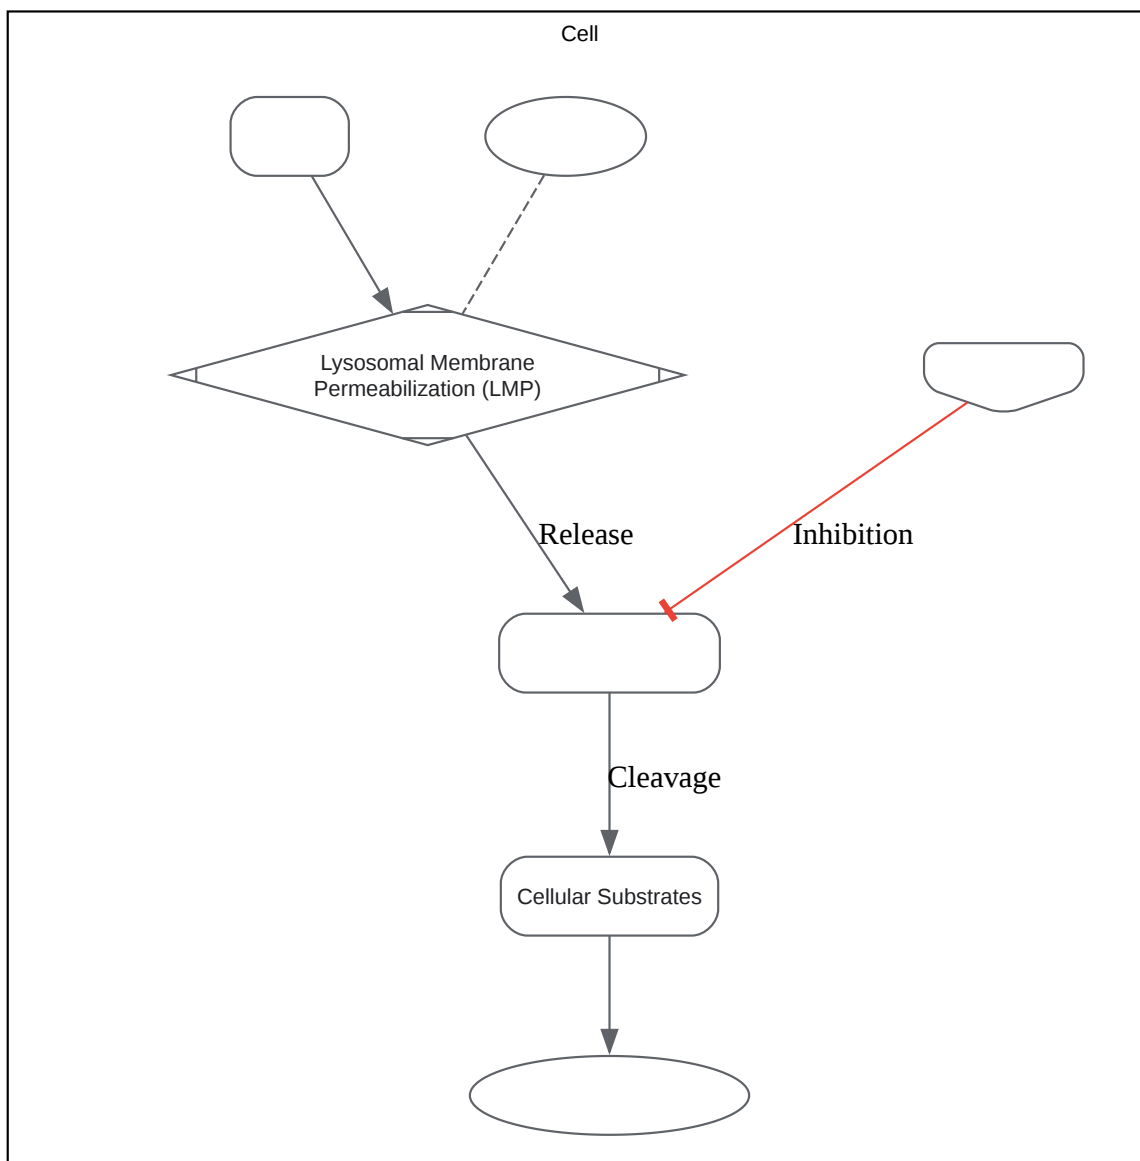 Cell
Lysosomal Membrane
Permeabilization (LMP)
Release
Inhibition
Cleavage
Cellular Substrates